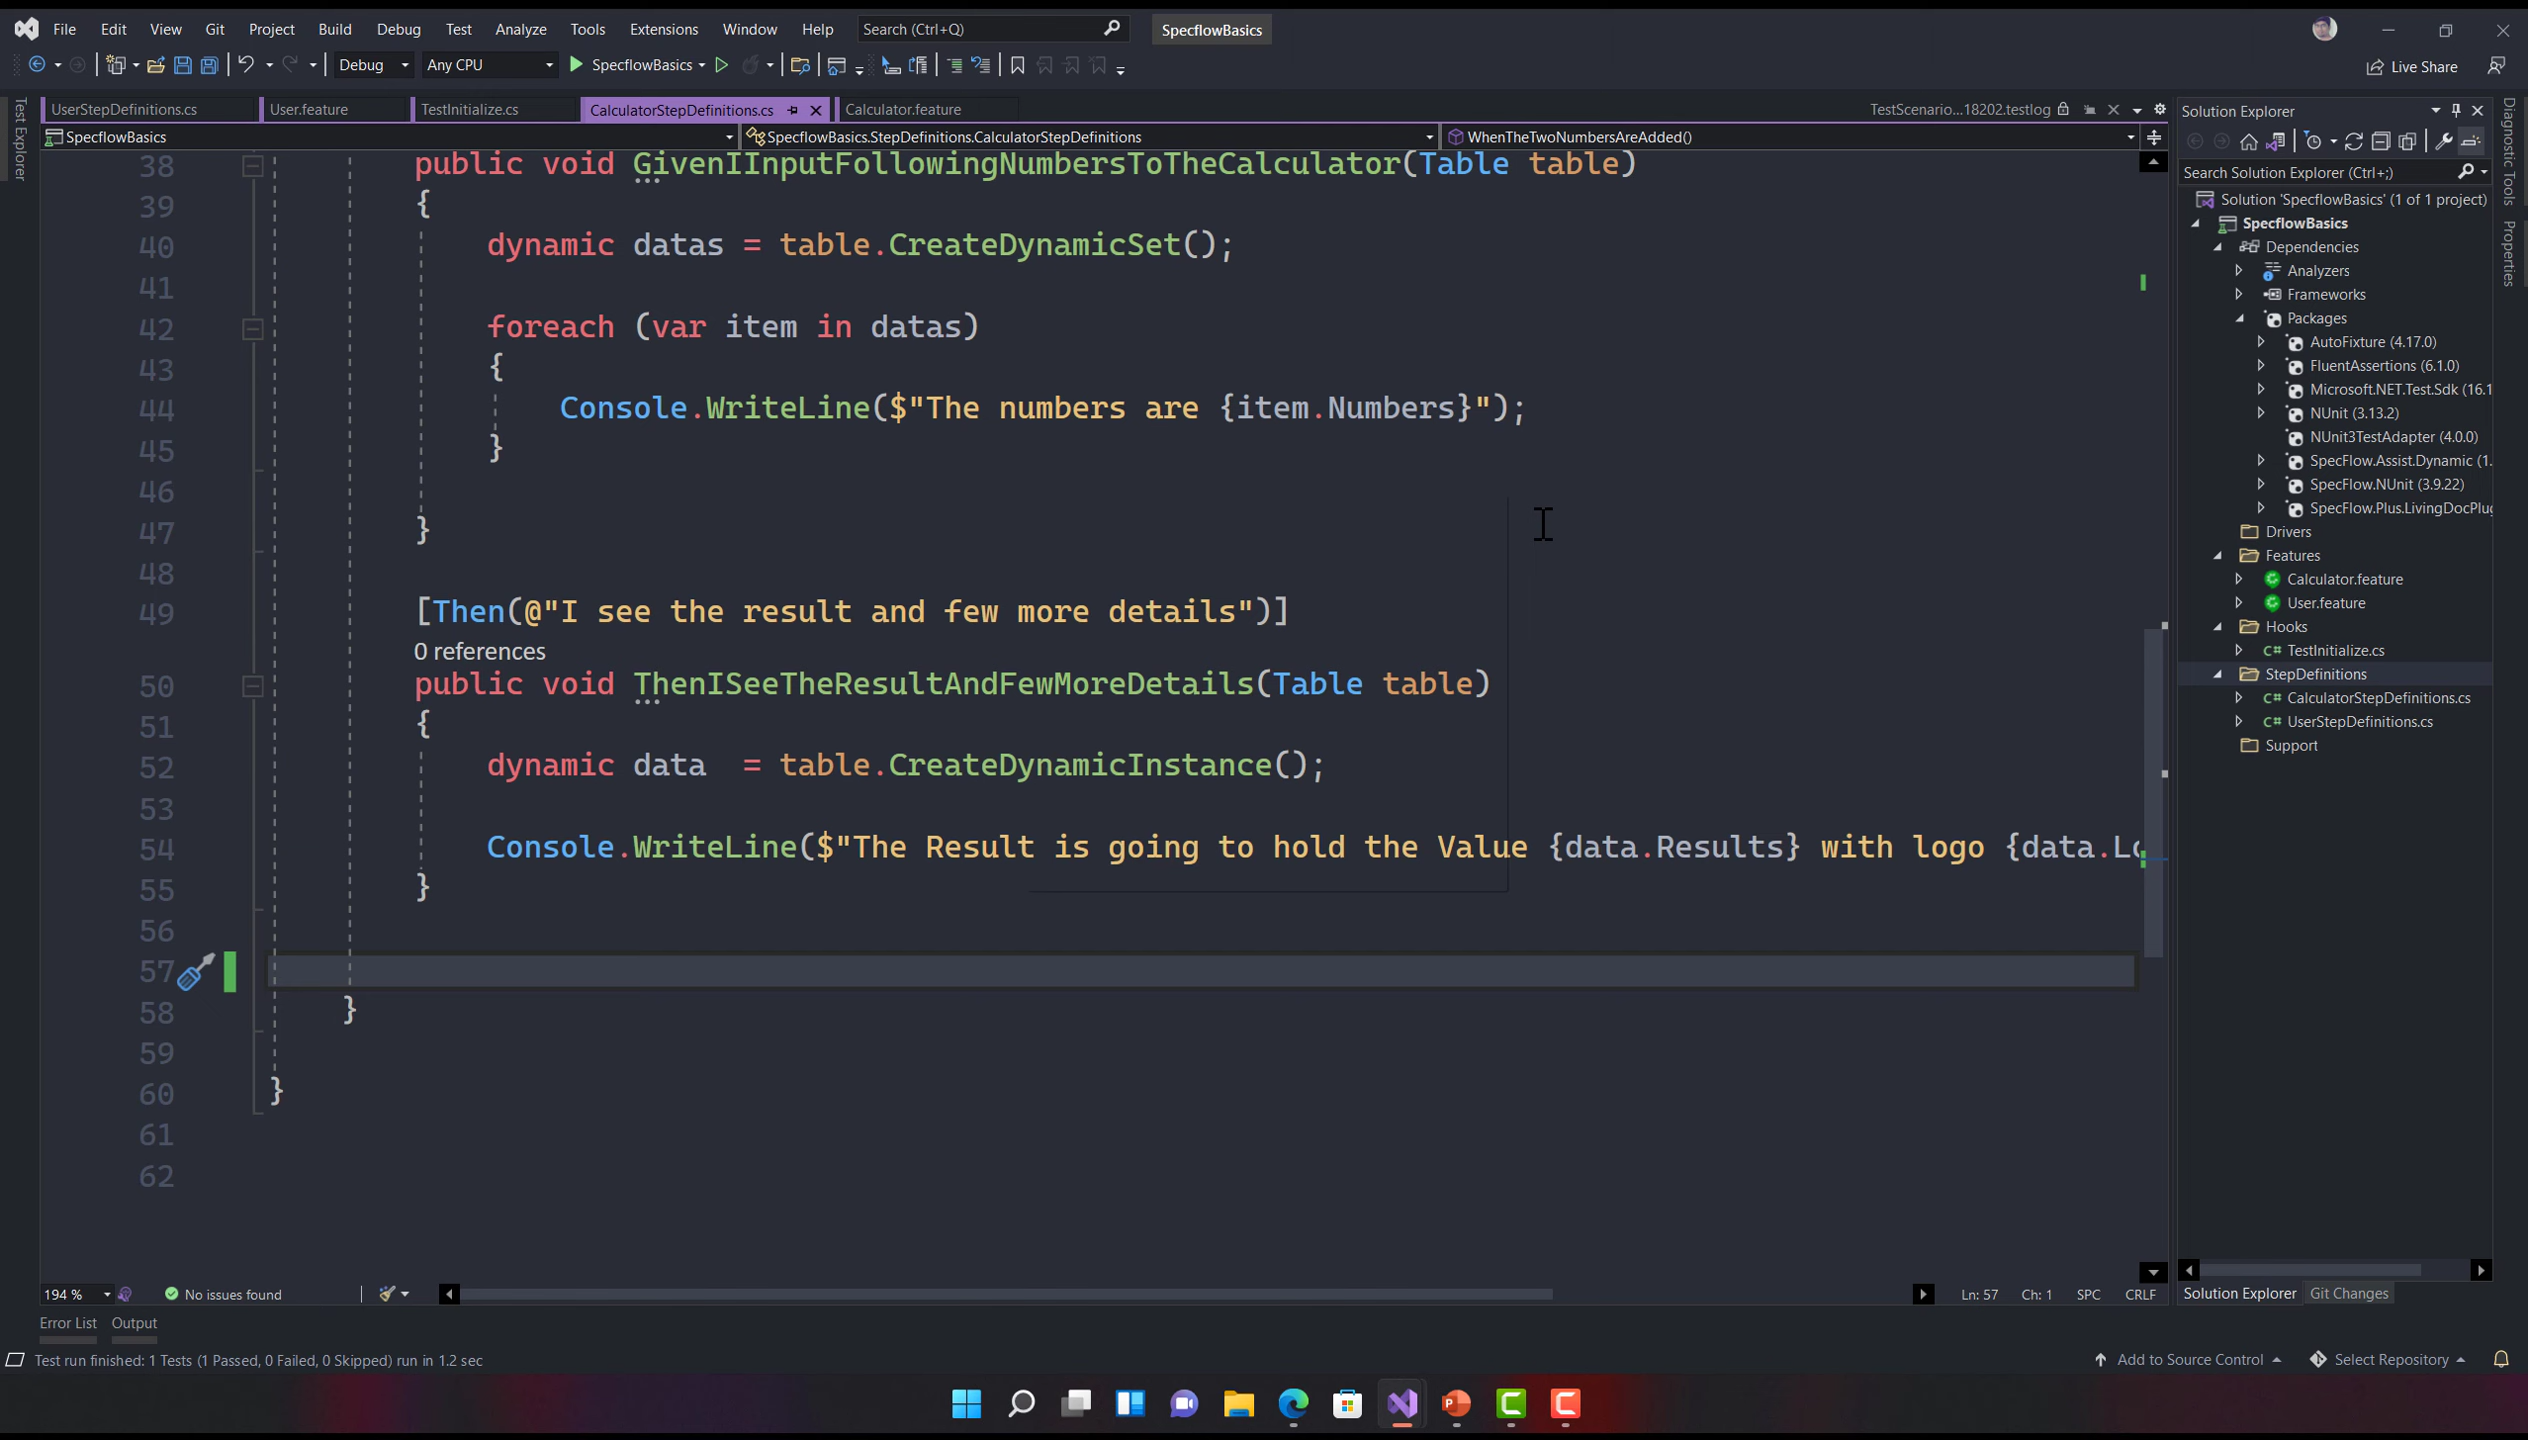 File Edit View Git Project Build Debug Test Analyze Tools Extensions Window Help Search (Ctrl+Q) SpecflowBasics
Debug Any CPU SpecflowBasics Live Share
Test Explorer
UserStepDefinitions.cs User.feature TestInitialize.cs CalculatorStepDefinitions.cs Calculator.feature TestScenario...18202.testlog
SpecflowBasics SpecflowBasics.StepDefinitions.CalculatorStepDefinitions WhenTheTwoNumbersAreAdded()
38 public void GivenIInputFollowingNumbersToTheCalculator(Table table)
39 {
40 dynamic datas = table.CreateDynamicSet();
41
42 foreach (var item in datas)
43 {
44 Console.WriteLine($"The numbers are {item.Numbers}");
45 }
46
47 }
48
49 [Then(@"I see the result and few more details")]
0 references
50 public void ThenISeeTheResultAndFewMoreDetails(Table table)
51 {
52 dynamic data  = table.CreateDynamicInstance();
53
54 Console.WriteLine($"The Result is going to hold the Value {data.Results} with logo {data.Lo
55 }
56
57
58 }
59
60 }
61
62
194 % No issues found Ln: 57 Ch: 1 SPC CRLF
Solution Explorer
Search Solution Explorer (Ctrl+;)
Solution 'SpecflowBasics' (1 of 1 project)
SpecflowBasics
Dependencies
Analyzers
Frameworks
Packages
AutoFixture (4.17.0)
FluentAssertions (6.1.0)
Microsoft.NET.Test.Sdk (16.1
NUnit (3.13.2)
NUnit3TestAdapter (4.0.0)
SpecFlow.Assist.Dynamic (1.
SpecFlow.NUnit (3.9.22)
SpecFlow.Plus.LivingDocPlug
Drivers
Features
Calculator.feature
User.feature
Hooks
TestInitialize.cs
StepDefinitions
CalculatorStepDefinitions.cs
UserStepDefinitions.cs
Support
Solution Explorer Git Changes
Diagnostic Tools
Properties
Error List Output
Test run finished: 1 Tests (1 Passed, 0 Failed, 0 Skipped) run in 1.2 sec Add to Source Control Select Repository